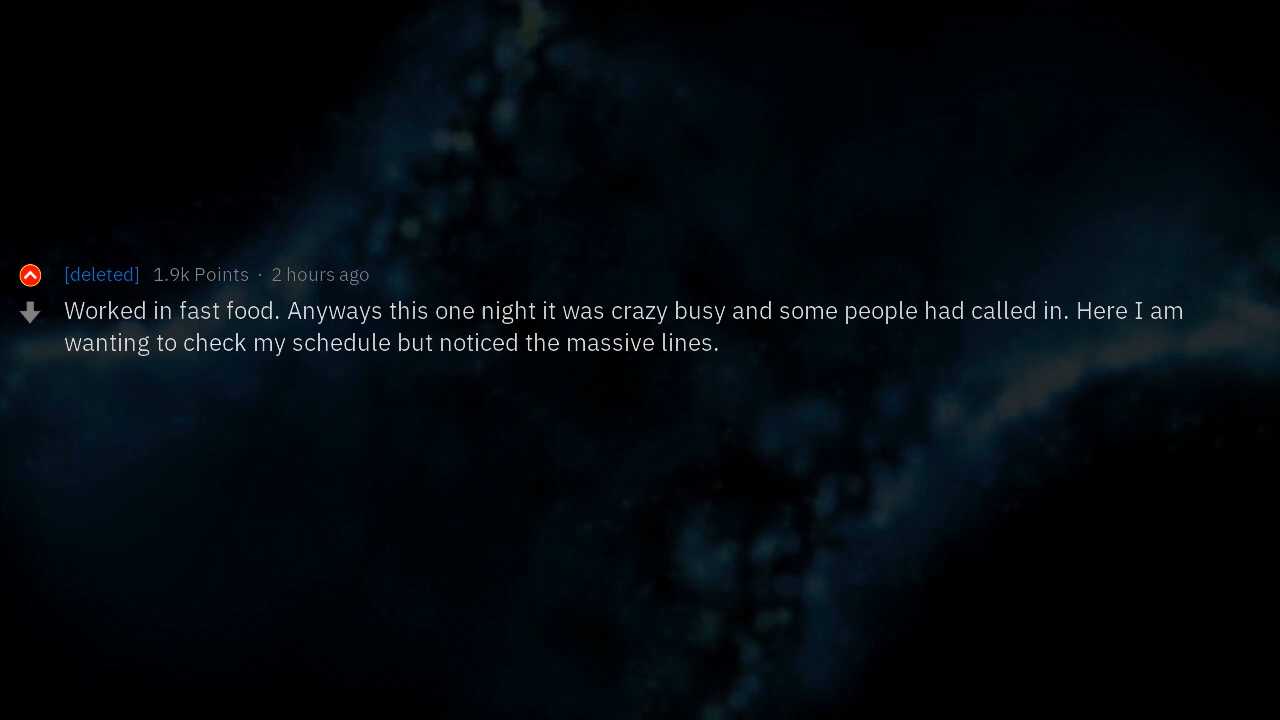 [deleted] 1.9k Points · 2 hours ago
Worked in fast food. Anyways this one night it was crazy busy and some people had called in. Here I am
wanting to check my schedule but noticed the massive lines.